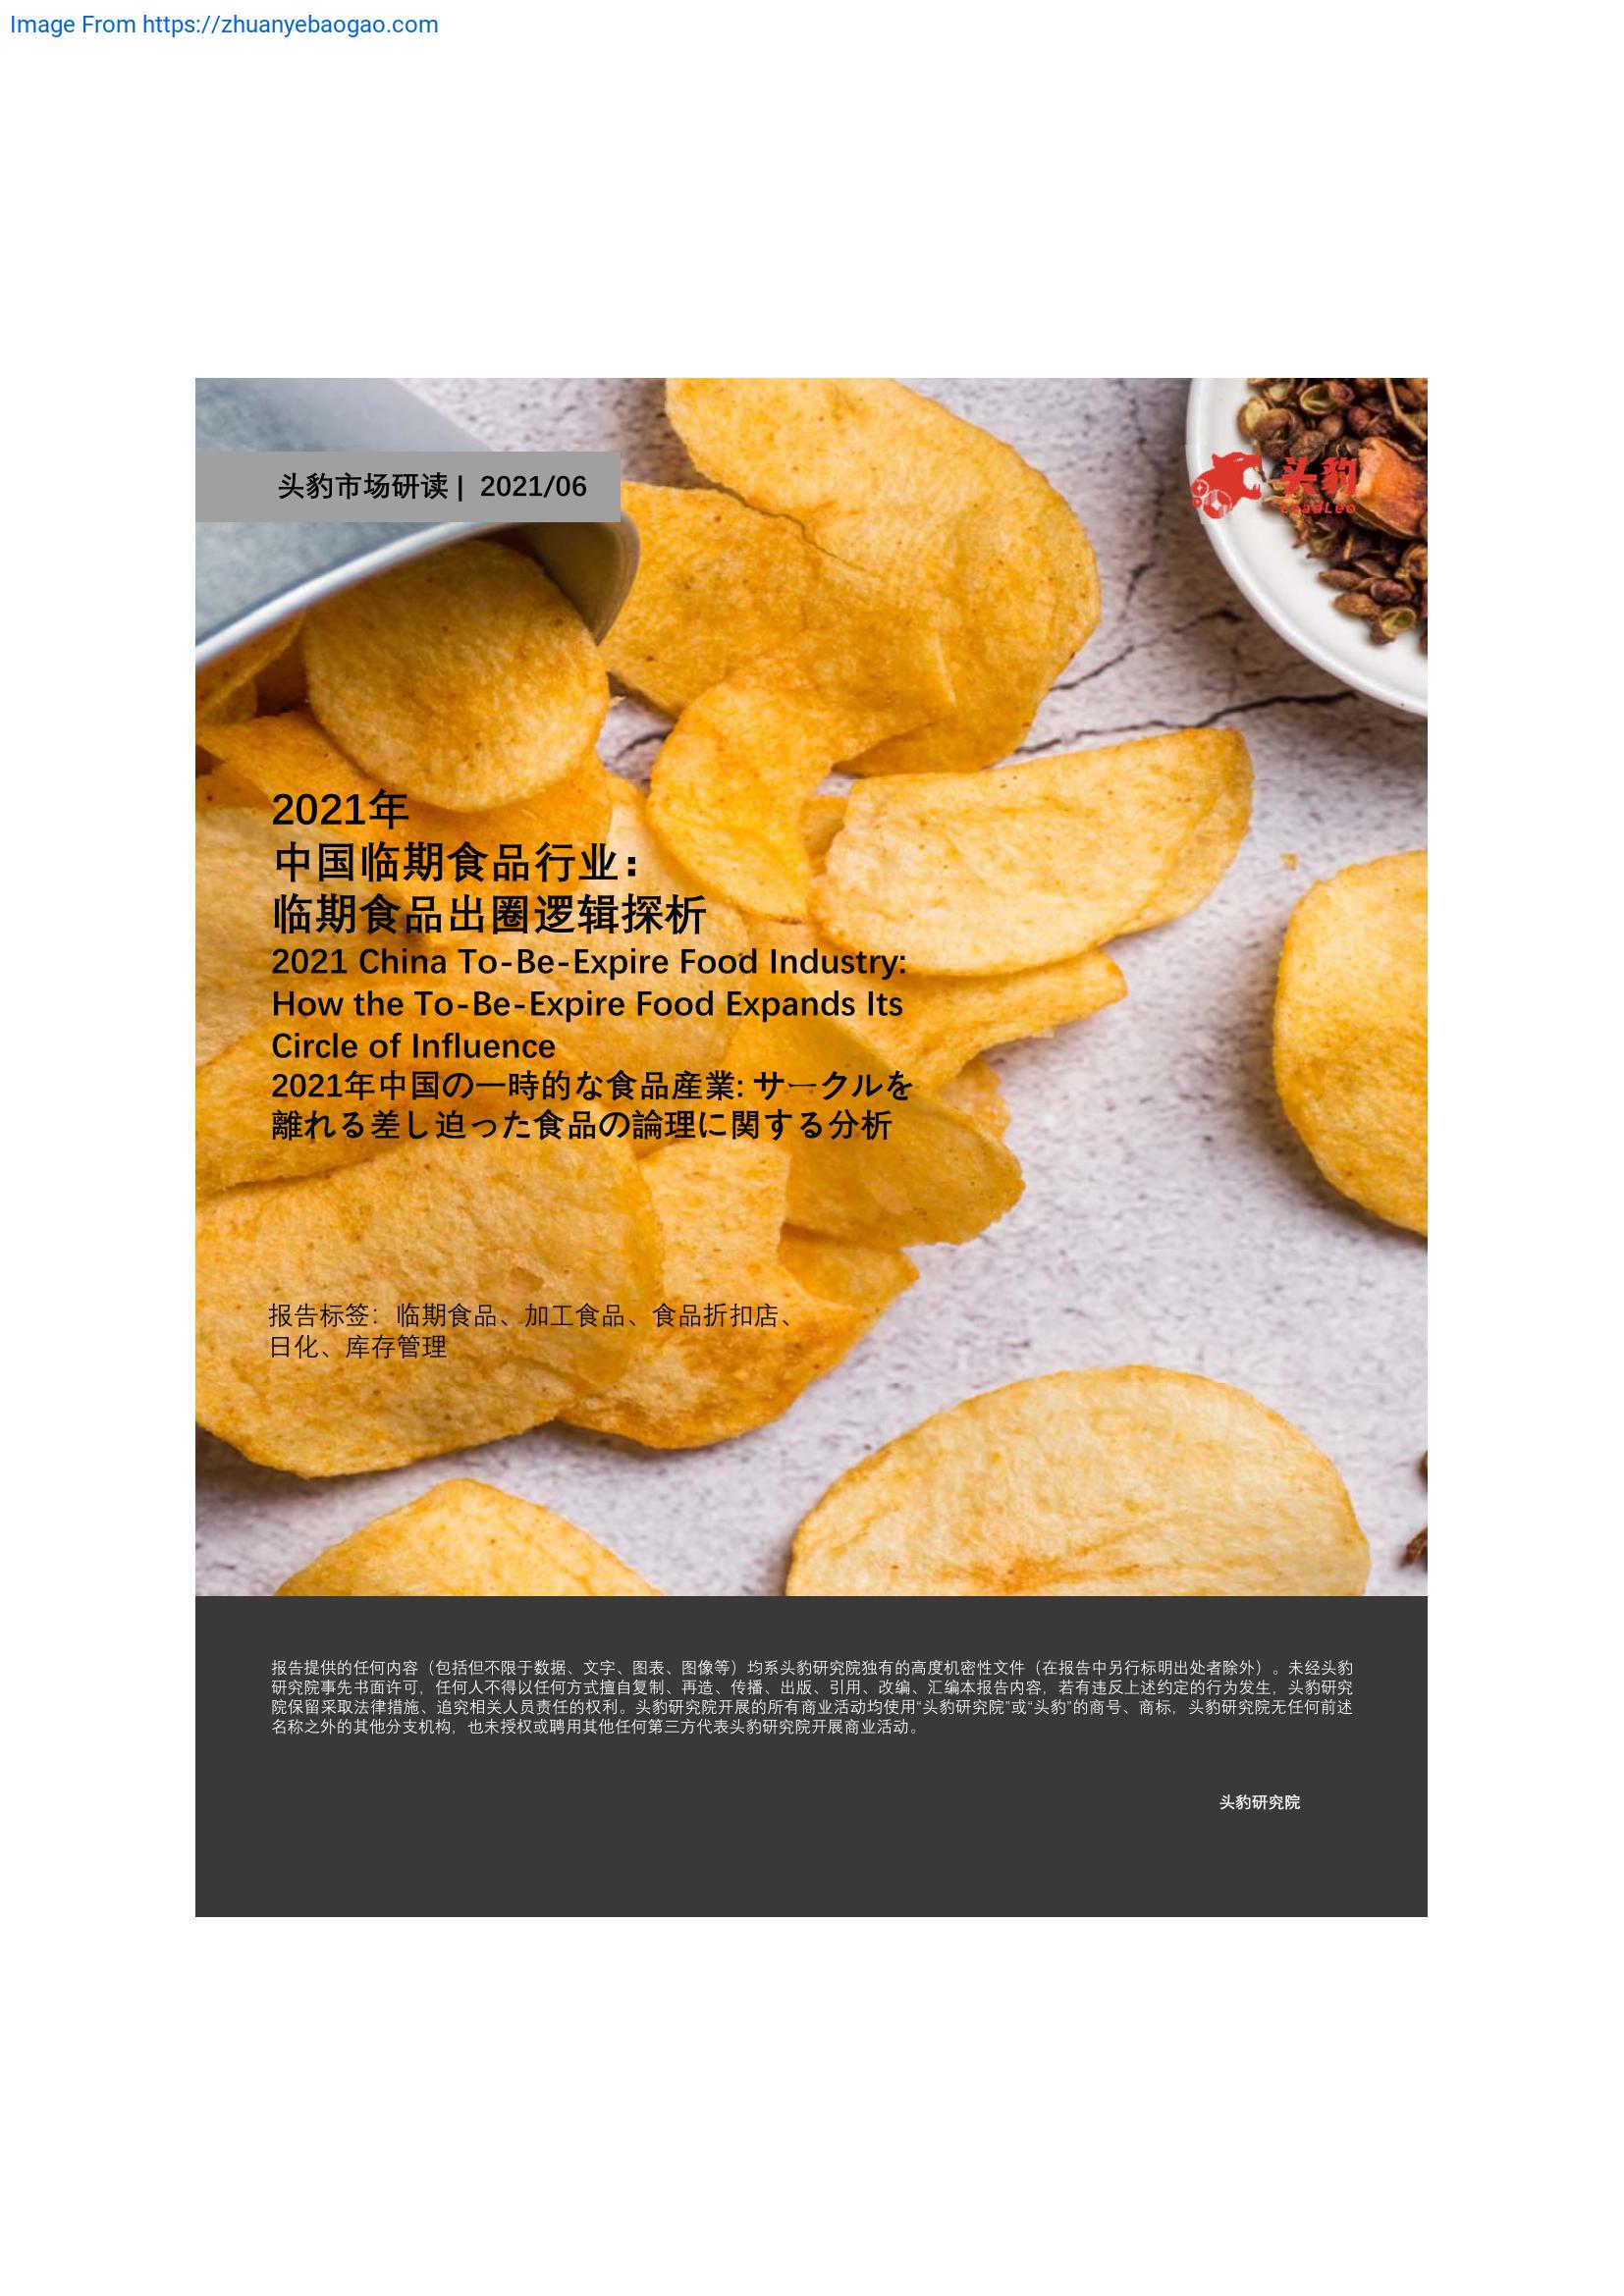 Image From https://zhuanyebaogao.com
头豹市场研读 | 2021/06
头豹
LeadLeo
2021年
中国临期食品行业：
临期食品出圈逻辑探析
2021 China To-Be-Expire Food Industry:
How the To-Be-Expire Food Expands Its
Circle of Influence
2021年中国の一時的な食品産業: サークルを
離れる差し迫った食品の論理に関する分析
报告标签：临期食品、加工食品、食品折扣店、
日化、库存管理
报告提供的任何内容（包括但不限于数据、文字、图表、图像等）均系头豹研究院独有的高度机密性文件（在报告中另行标明出处者除外）。未经头豹
研究院事先书面许可，任何人不得以任何方式擅自复制、再造、传播、出版、引用、改编、汇编本报告内容，若有违反上述约定的行为发生，头豹研究
院保留采取法律措施、追究相关人员责任的权利。头豹研究院开展的所有商业活动均使用“头豹研究院”或“头豹”的商号、商标，头豹研究院无任何前述
名称之外的其他分支机构，也未授权或聘用其他任何第三方代表头豹研究院开展商业活动。
头豹研究院